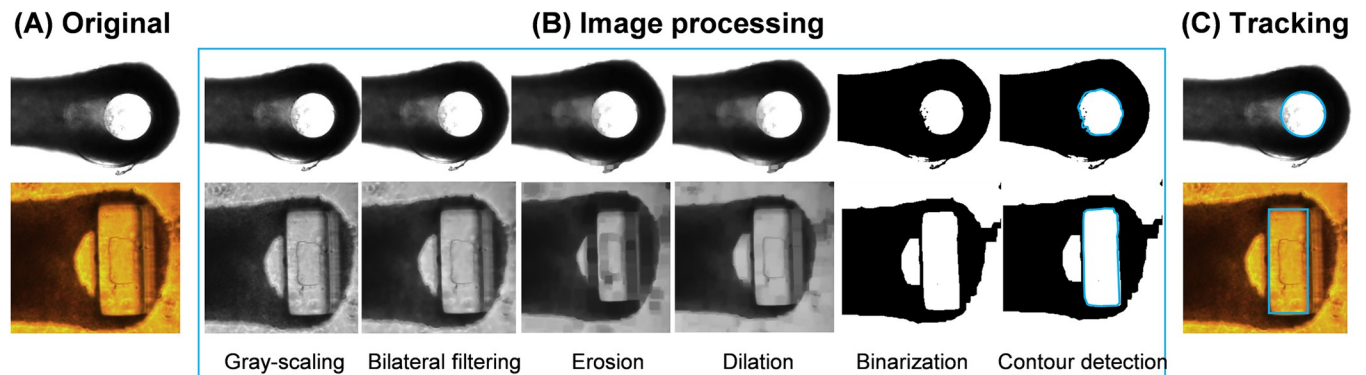 (A) Original
(B) Image processing
(C) Tracking
Gray-scaling
Bilateral filtering
Erosion
Dilation
Binarization
Contour detection